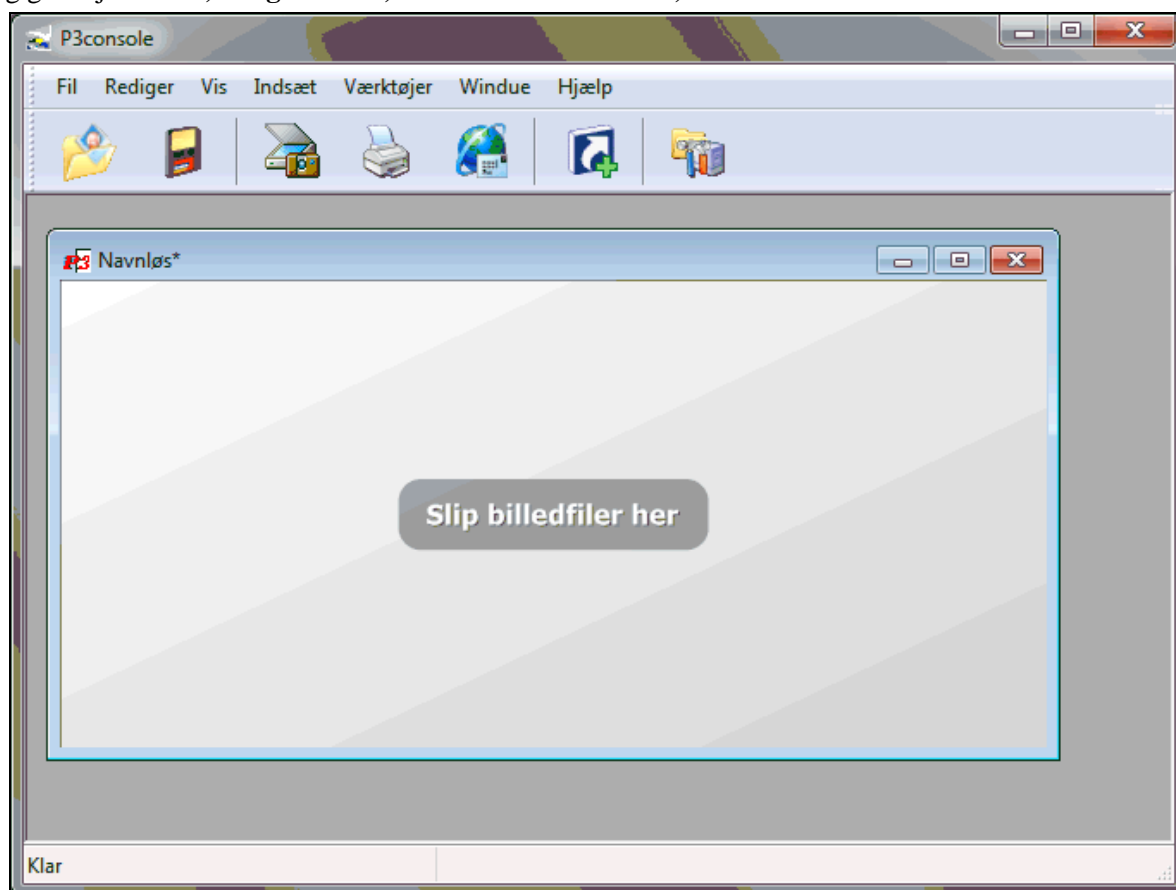 P3console
Fil Rediger Vis Indsæt Værktøjer Windue Hjælp
P3 Navnløs*
Slip billedfiler her
Klar